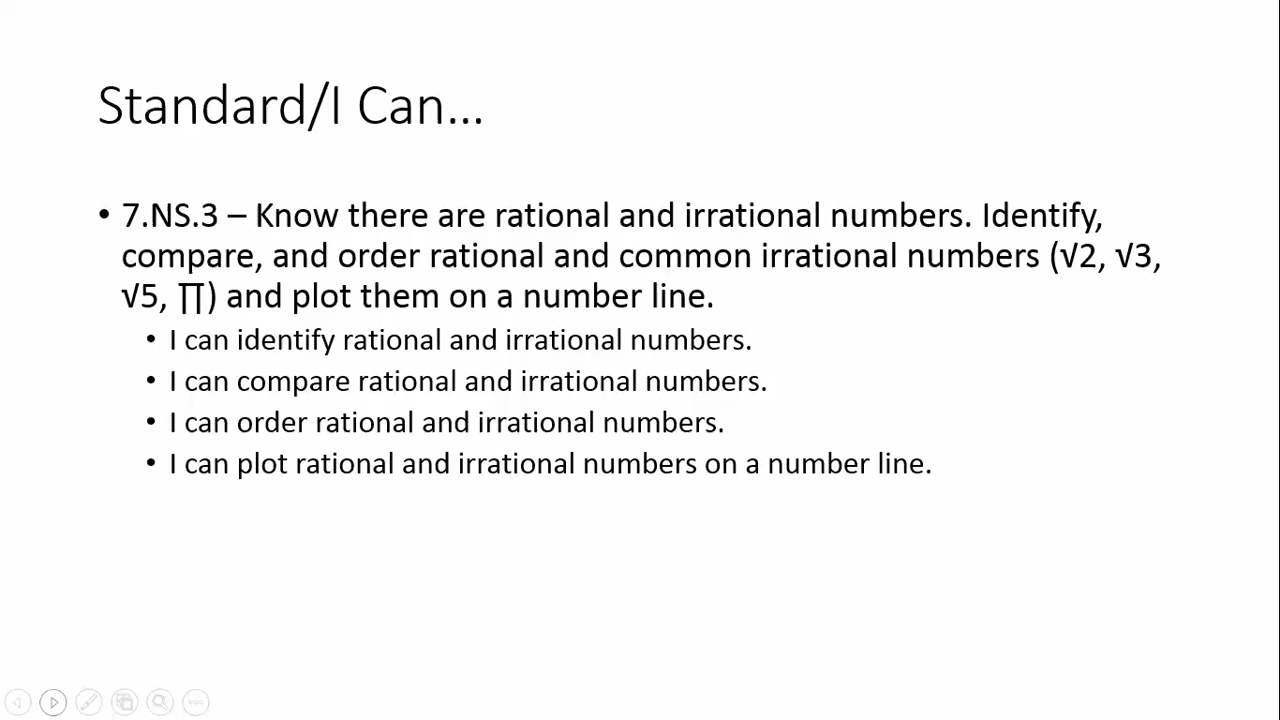 Standard/I Can...
• 7.NS.3 – Know there are rational and irrational numbers. Identify,
compare, and order rational and common irrational numbers (√2, √3,
√5, ∏) and plot them on a number line.
• I can identify rational and irrational numbers.
• I can compare rational and irrational numbers.
• I can order rational and irrational numbers.
• I can plot rational and irrational numbers on a number line.